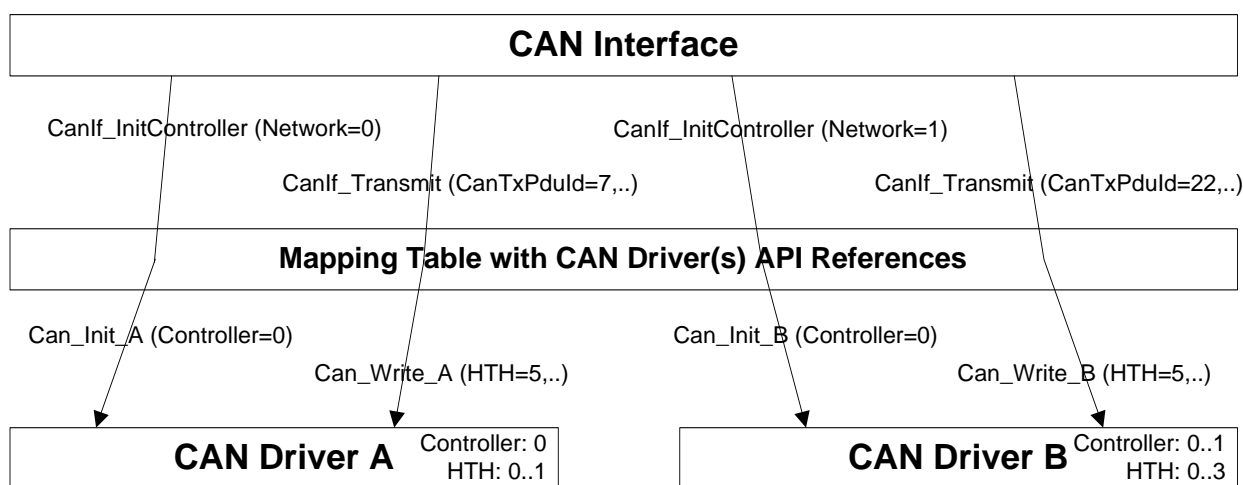 CAN Interface
CanIf_InitController (Network=0)
CanIf_InitController (Network=1)
CanIf_Transmit (CanTxPduId=7,..)
CanIf_Transmit (CanTxPduId=22,..)
Mapping Table with CAN Driver(s) API References
Can_Init_A (Controller=0)
Can_Init_B (Controller=0)
Can_Write_A (HTH=5,..)
Can_Write_B (HTH=5,..)
CAN Driver A
Controller: 0
HTH: 0..1
CAN Driver B
Controller: 0..1
HTH: 0..3